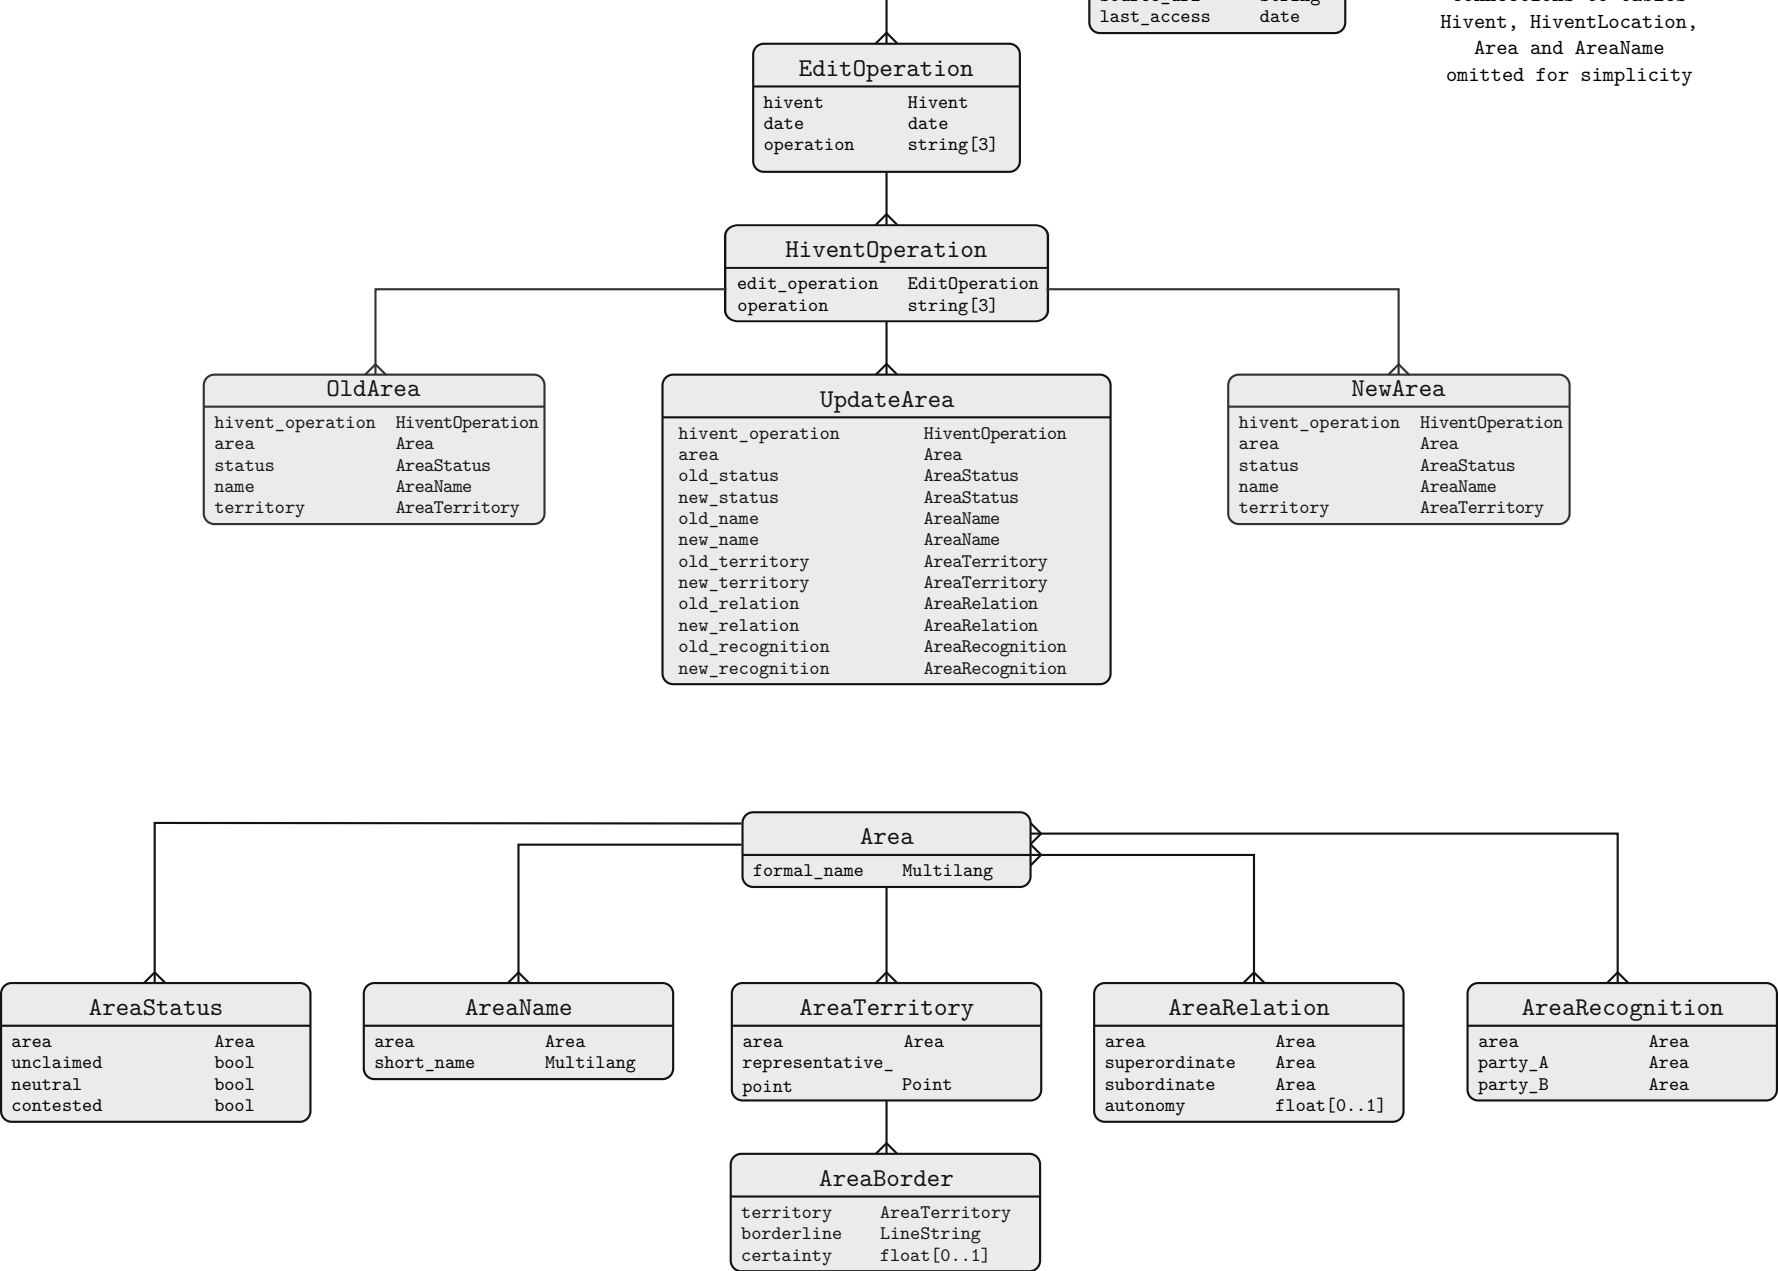 last_access date
Hivent, HiventLocation,
Area and AreaName
omitted for simplicity
EditOperation
hivent Hivent
date date
operation string[3]
HiventOperation
edit_operation EditOperation
operation string[3]
OldArea
hivent_operation HiventOperation
area Area
status AreaStatus
name AreaName
territory AreaTerritory
UpdateArea
hivent_operation HiventOperation
area Area
old_status AreaStatus
new_status AreaStatus
old_name AreaName
new_name AreaName
old_territory AreaTerritory
new_territory AreaTerritory
old_relation AreaRelation
new_relation AreaRelation
old_recognition AreaRecognition
new_recognition AreaRecognition
NewArea
hivent_operation HiventOperation
area Area
status AreaStatus
name AreaName
territory AreaTerritory
Area
formal_name Multilang
AreaStatus
area Area
unclaimed bool
neutral bool
contested bool
AreaName
area Area
short_name Multilang
AreaTerritory
area Area
representative_
point Point
AreaRelation
area Area
superordinate Area
subordinate Area
autonomy float[0..1]
AreaRecognition
area Area
party_A Area
party_B Area
AreaBorder
territory AreaTerritory
borderline LineString
certainty float[0..1]